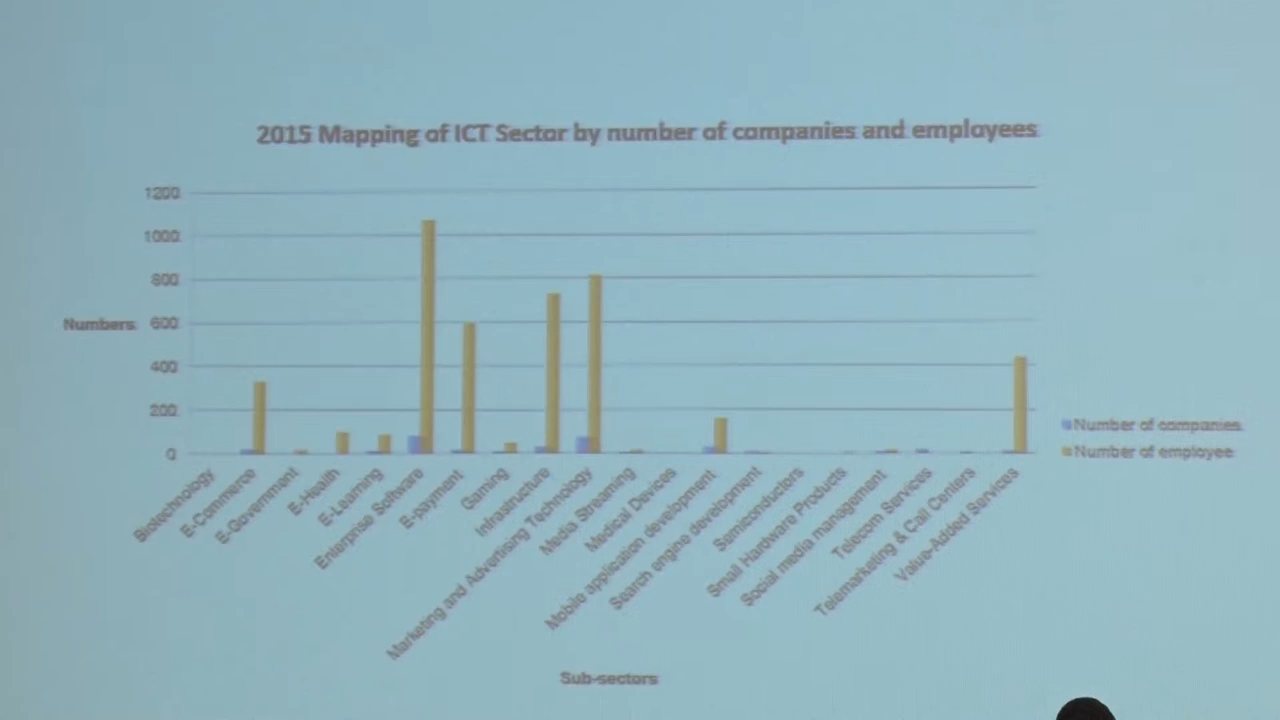 2015 Mapping of ICT Sector by number of companies and employees
1200
1000
800
600
400
200
0
Numbers
Biotechnology
E-Commerce
E-Government
E-Health
E-Learning
Enterprise Software
E-payment
Gaming
Infrastructure
Marketing and Advertising Technology
Media Streaming
Medical Devices
Mobile application development
Search engine development
Semiconductors
Small Hardware Products
Social media management
Telecom Services
Telemarketing & Call Centers
Value-Added Services
Number of companies
Number of employee
Sub-sectors